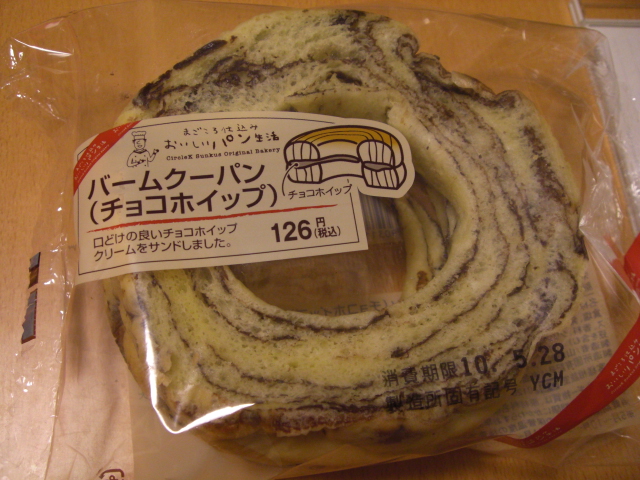 まごころ仕込み
おいしいパン生活
CircleK Sunkus Original Bakery
バームクーパン
(チョコホイップ)
チョコホイップ
口どけの良いチョコホイップ
クリームをサンドしました。
126円(税込)
消費期限10. 5.28
製造所固有記号 YCM